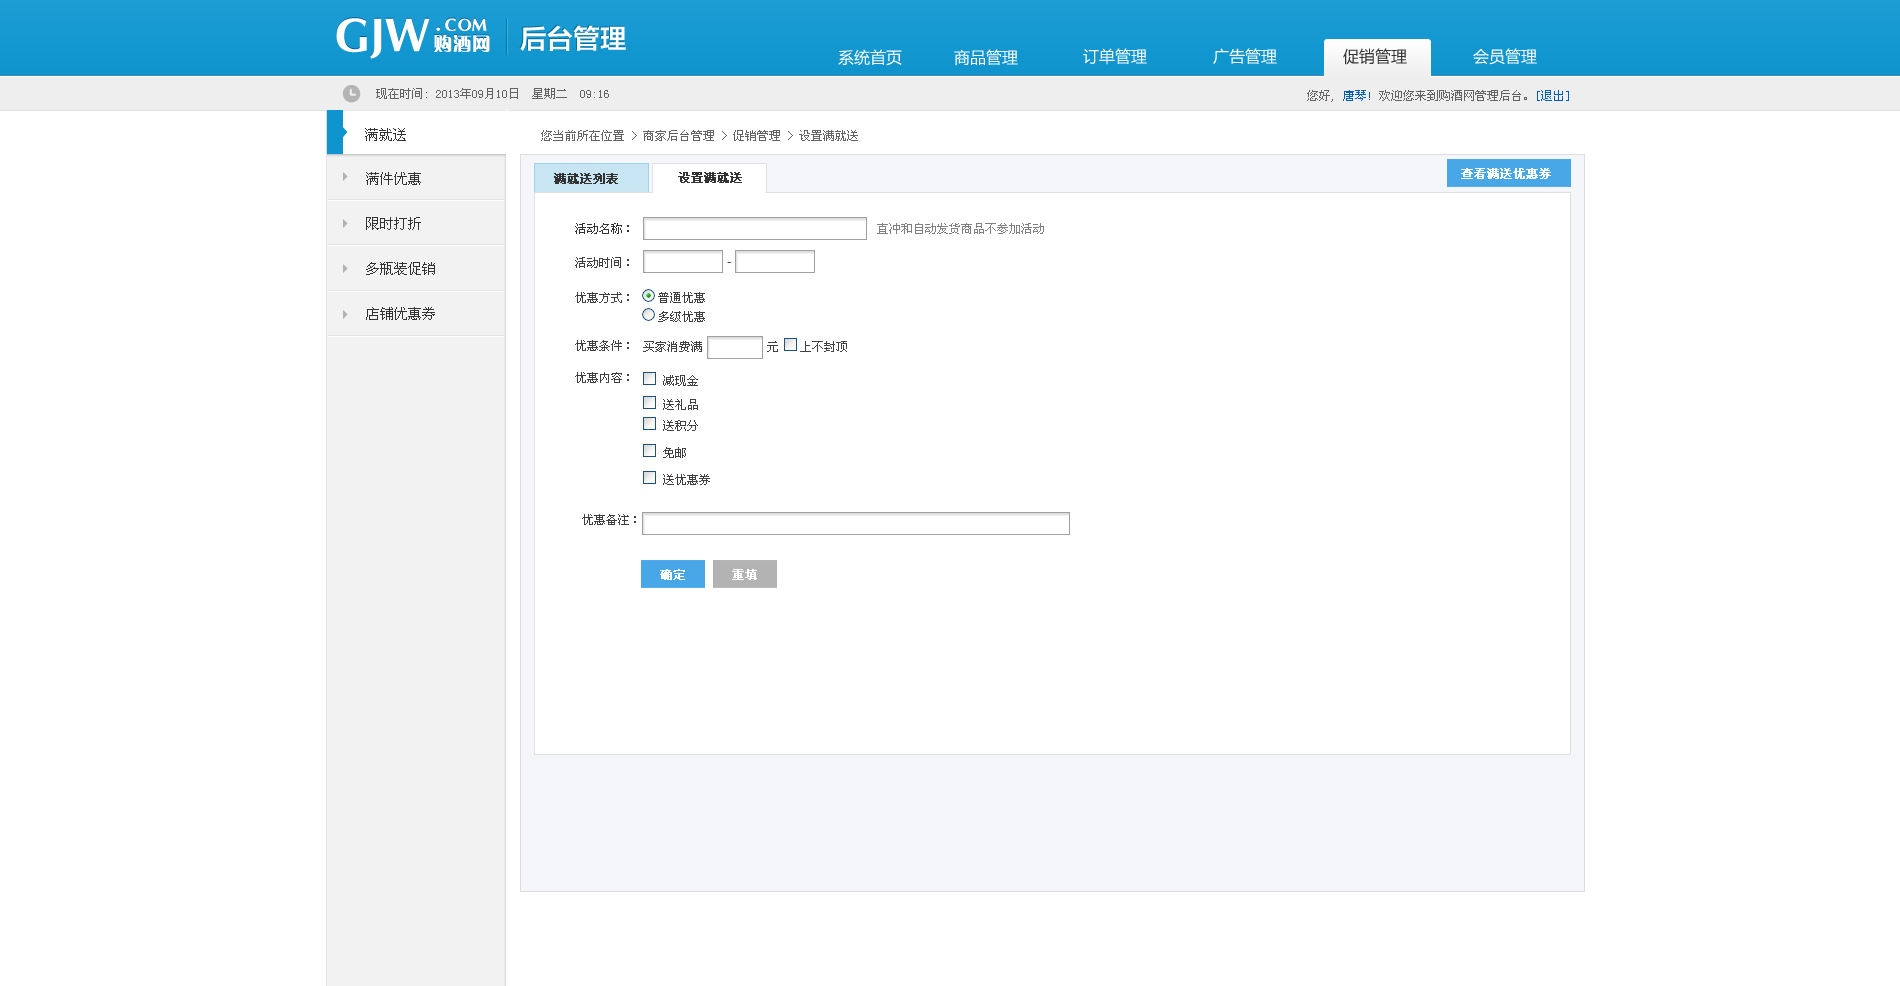 GJW.COM 购酒网 后台管理
系统首页 商品管理 订单管理 广告管理 促销管理 会员管理
现在时间：2013年09月10日 星期二 09:16
您好，唐琴！欢迎您来到购酒网管理后台。[退出]
满就送
满件优惠
限时打折
多瓶装促销
店铺优惠券
您当前所在位置 > 商家后台管理 > 促销管理 > 设置满就送
满就送列表 设置满就送 查看满送优惠券
活动名称： 直冲和自动发货商品不参加活动
活动时间： -
优惠方式： 普通优惠
多级优惠
优惠条件： 买家消费满 元 上不封顶
优惠内容： 减现金
送礼品
送积分
免邮
送优惠券
优惠备注：
确定 重填